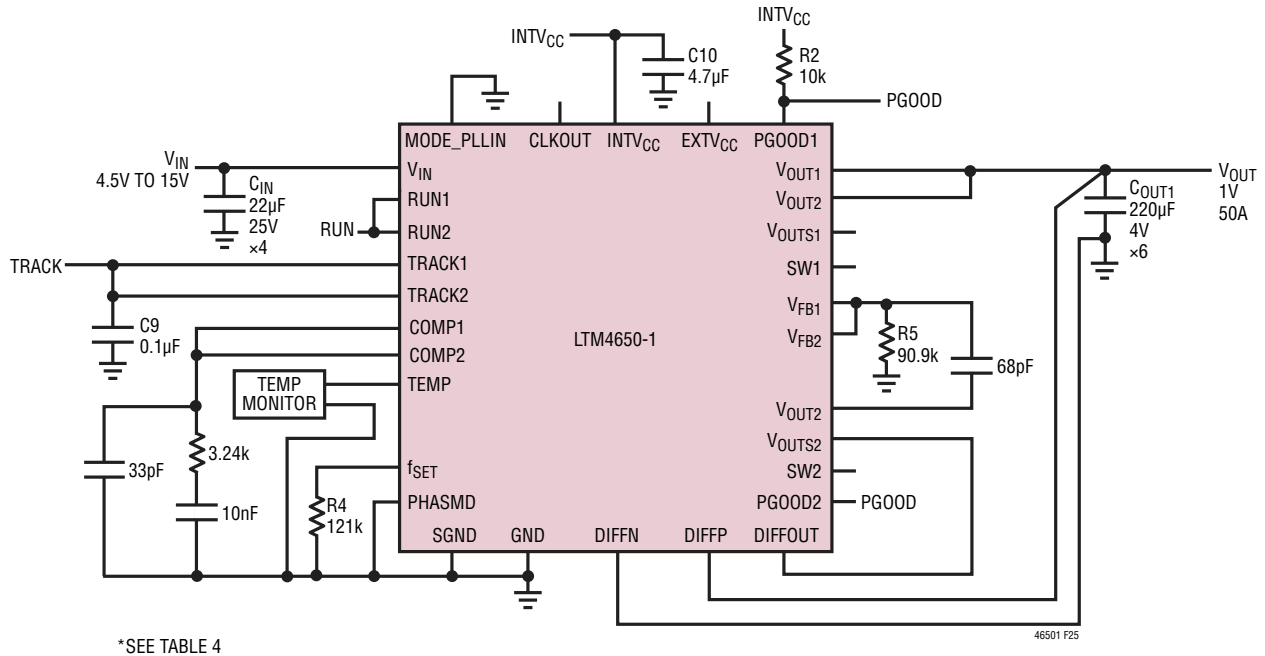 INTVCC
INTVCC
C10
4.7µF
R2
10k
PGOOD
MODE_PLLIN
CLKOUT
INTVCC
EXTVCC
PGOOD1
VIN
4.5V TO 15V
CIN
22µF
25V
×4
VIN
RUN1
RUN
RUN2
TRACK
TRACK1
TRACK2
C9
0.1µF
COMP1
COMP2
TEMP
MONITOR
TEMP
33pF
3.24k
10nF
R4
121k
fSET
PHASMD
SGND
GND
DIFFN
DIFFP
DIFFOUT
LTM4650-1
VOUT1
VOUT2
VOUTS1
SW1
VFB1
VFB2
R5
90.9k
68pF
VOUT2
VOUTS2
SW2
PGOOD2
PGOOD
VOUT
1V
50A
COUT1
220µF
4V
×6
46501 F25
*SEE TABLE 4